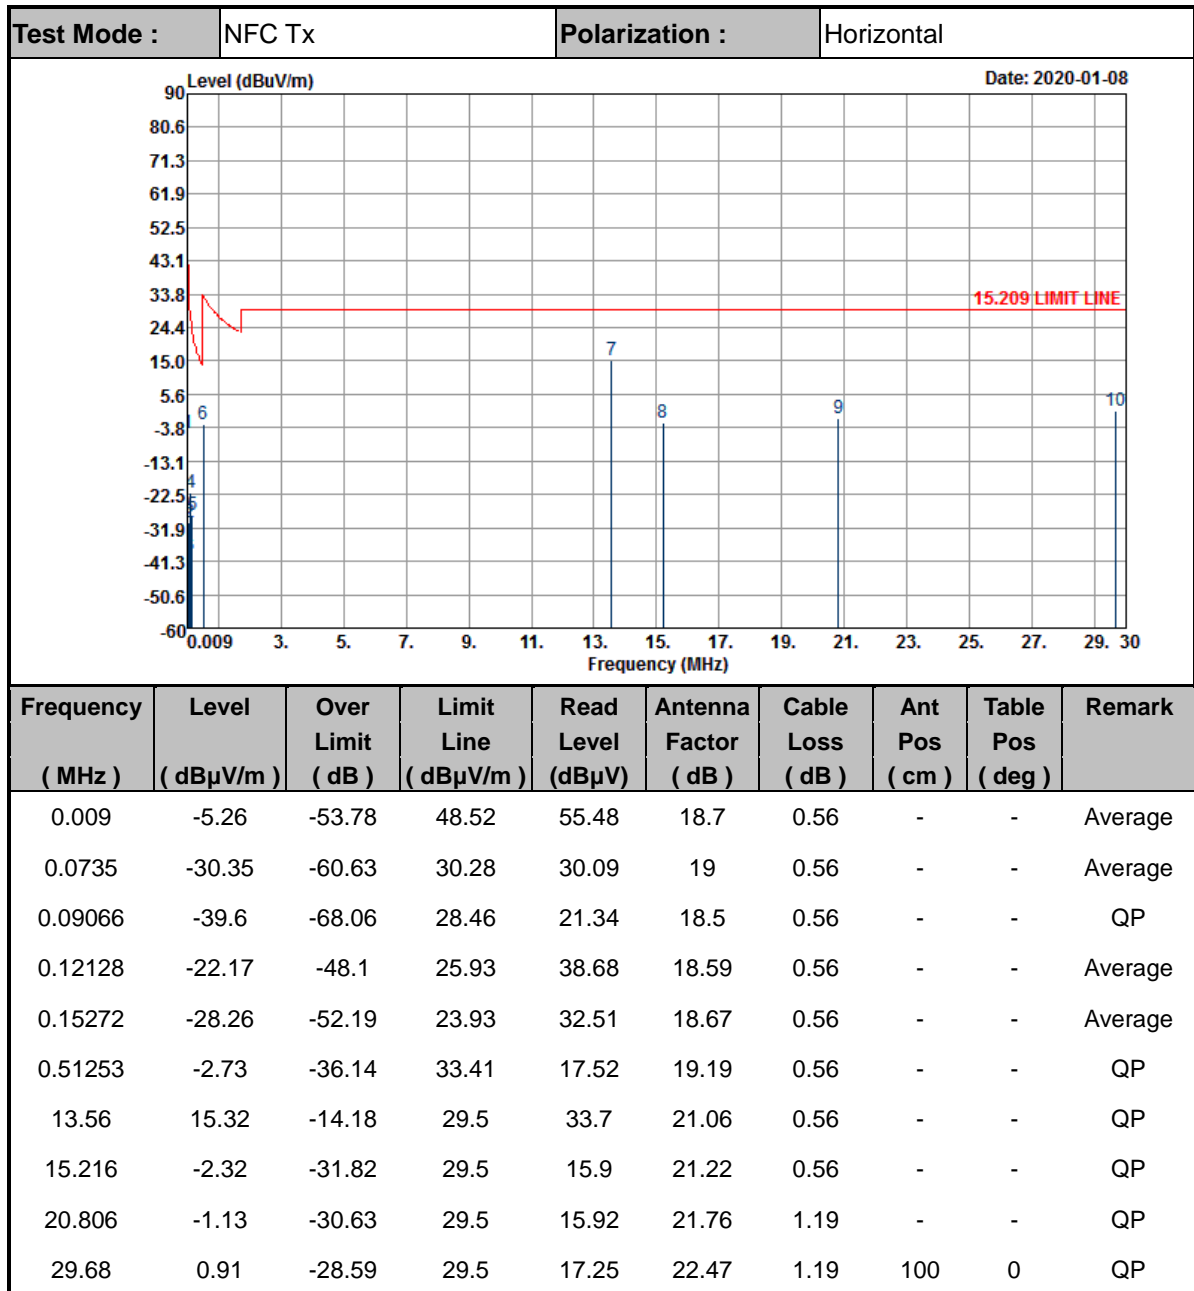 Test Mode : NFC Tx Polarization : Horizontal
Level (dBuV/m) Date: 2020-01-08
90
80.6
71.3
61.9
52.5
43.1
33.8
15.209 LIMIT LINE
24.4
7
15.0
5.6
6 8 9 10
-3.8
-13.1
4
-22.5
5
-31.9
-41.3
-50.6
-60
0.009 3. 5. 7. 9. 11. 13. 15. 17. 19. 21. 23. 25. 27. 29. 30
Frequency (MHz)
Frequency Level Over Limit Read Antenna Cable Ant Table Remark
Limit Line Level Factor Loss Pos Pos
( MHz ) ( dBµV/m ) ( dB ) ( dBµV/m ) (dBµV) ( dB ) ( dB ) ( cm ) ( deg )
0.009 -5.26 -53.78 48.52 55.48 18.7 0.56 - - Average
0.0735 -30.35 -60.63 30.28 30.09 19 0.56 - - Average
0.09066 -39.6 -68.06 28.46 21.34 18.5 0.56 - - QP
0.12128 -22.17 -48.1 25.93 38.68 18.59 0.56 - - Average
0.15272 -28.26 -52.19 23.93 32.51 18.67 0.56 - - Average
0.51253 -2.73 -36.14 33.41 17.52 19.19 0.56 - - QP
13.56 15.32 -14.18 29.5 33.7 21.06 0.56 - - QP
15.216 -2.32 -31.82 29.5 15.9 21.22 0.56 - - QP
20.806 -1.13 -30.63 29.5 15.92 21.76 1.19 - - QP
29.68 0.91 -28.59 29.5 17.25 22.47 1.19 100 0 QP